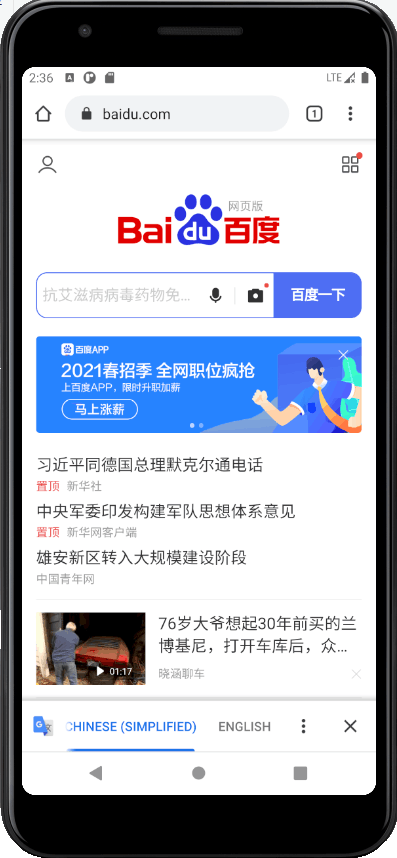 2:36
LTE
baidu.com
1
网页版
Bai du 百度
抗艾滋病病毒药物免...
百度一下
百度APP
2021春招季 全网职位疯抢
上百度APP，限时升职加薪
马上涨薪
习近平同德国总理默克尔通电话
置顶 新华社
中央军委印发构建军队思想体系意见
置顶 新华网客户端
雄安新区转入大规模建设阶段
中国青年网
76岁大爷想起30年前买的兰
博基尼，打开车库后，众...
01:17
晓涵聊车
CHINESE (SIMPLIFIED)
ENGLISH